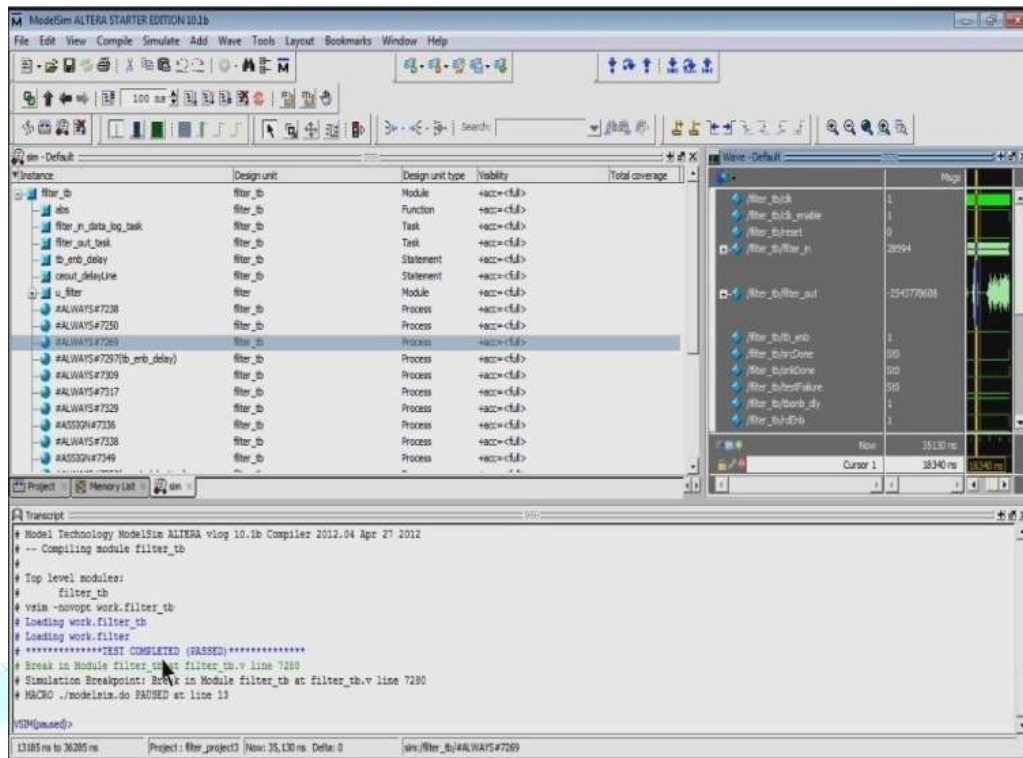 ModelSim ALTERA STARTER EDITION 10.1b
File Edit View Compile Simulate Add Wave Tools Layout Bookmarks Window Help
100 ns
Search:
sim - Default
Instance Design unit Design unit type Visibility Total coverage
filter_tb filter_tb Module +acc=<full>
abs filter_tb Function +acc=<full>
filter_in_data_log_task filter_tb Task +acc=<full>
filter_out_task filter_tb Task +acc=<full>
tb_enb_delay filter_tb Statement +acc=<full>
ceout_delayLine filter_tb Statement +acc=<full>
u_filter filter Module +acc=<full>
#ALWAYS#7238 filter_tb Process +acc=<full>
#ALWAYS#7250 filter_tb Process +acc=<full>
#ALWAYS#7269 filter_tb Process +acc=<full>
#ALWAYS#7297(tb_enb_delay) filter_tb Process +acc=<full>
#ALWAYS#7309 filter_tb Process +acc=<full>
#ALWAYS#7317 filter_tb Process +acc=<full>
#ALWAYS#7329 filter_tb Process +acc=<full>
#ASSIGN#7336 filter_tb Process +acc=<full>
#ALWAYS#7338 filter_tb Process +acc=<full>
#ASSIGN#7349 filter_tb Process +acc=<full>
Project Memory List sim
Wave - Default
Msgs
/filter_tb/clk 1
/filter_tb/clk_enable 1
/filter_tb/reset 0
/filter_tb/filter_in 28594
/filter_tb/filter_out -2543779608
/filter_tb/tb_enb 1
/filter_tb/srcDone St0
/filter_tb/snkDone St0
/filter_tb/testFailure St0
/filter_tb/tbenb_dly 1
/filter_tb/rdEnb 1
Now 35130 ns
Cursor 1 18340 ns 18340 ns
Transcript
# Model Technology ModelSim ALTERA vlog 10.1b Compiler 2012.04 Apr 27 2012
# -- Compiling module filter_tb
#
# Top level modules:
# filter_tb
# vsim -novopt work.filter_tb
# Loading work.filter_tb
# Loading work.filter
# **************TEST COMPLETED (PASSED)**************
# Break in Module filter_tb at filter_tb.v line 7280
# Simulation Breakpoint: Break in Module filter_tb at filter_tb.v line 7280
# MACRO ./modelsim.do PAUSED at line 13
VSIM(paused)>
13185 ns to 36285 ns Project : filter_project3 Now: 35,130 ns Delta: 0 sim:/filter_tb/#ALWAYS#7269